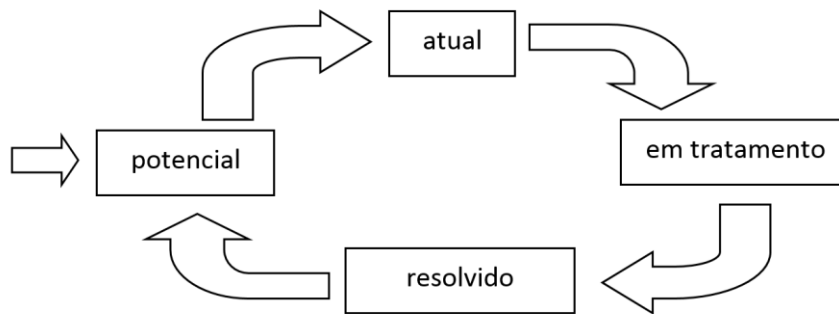 atual
potencial
em tratamento
resolvido